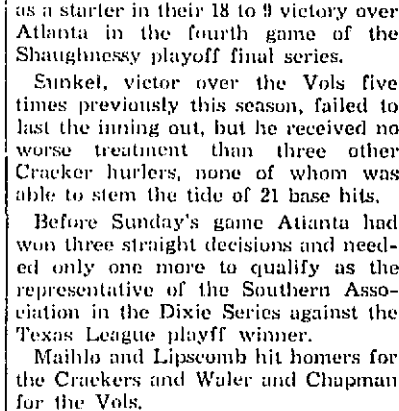 as a starter in their 18 to 9 victory over
Atlanta in the fourth game of the
Shaughnessy playoff final series.
Sunkel, victor over the Vols five
times previously this season, failed to
last the inning out, but he received no
worse treatment than three other
Cracker hurlers, none of whom was
able to stem the tide of 21 base hits.
Before Sunday's game Atlanta had
won three straight decisions and need-
ed only one more to qualify as the
representative of the Southern Asso-
ciation in the Dixie Series against the
Texas League playff winner.
Maihlo and Lipscomb hit homers for
the Crackers and Waler and Chapman
for the Vols.